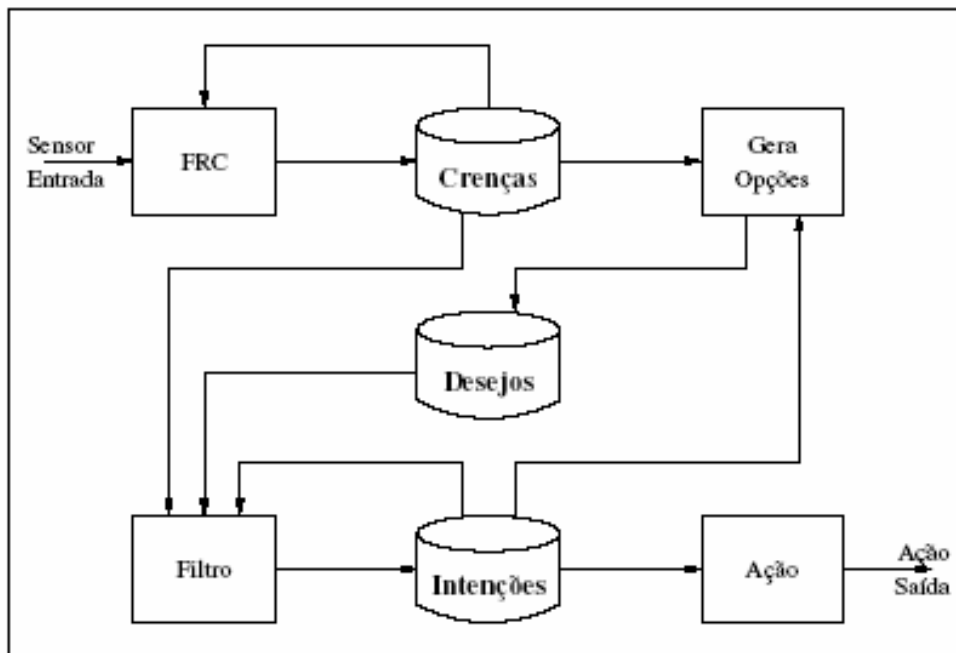 Sensor
Entrada
FRC
Crenças
Gera
Opções
Desejos
Filtro
Intenções
Ação
Ação
Saída